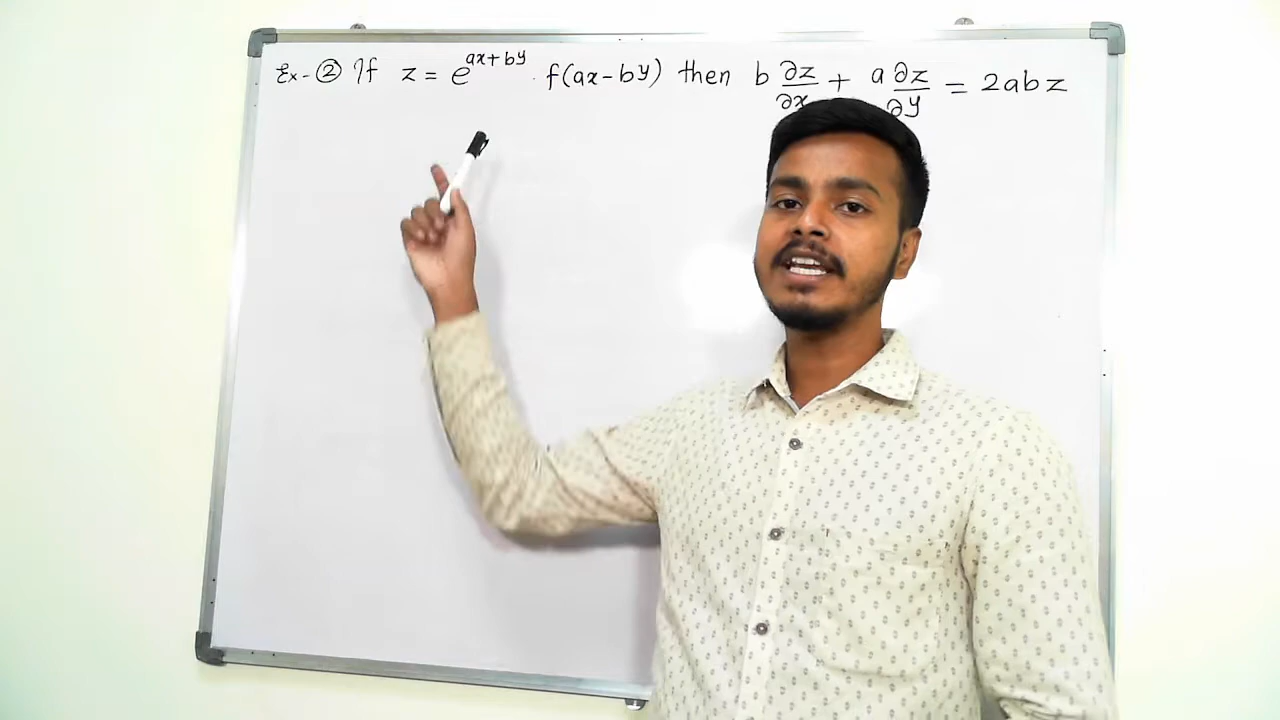 Ex- ② If z = e^{ax+by} · f(ax-by) then b ∂z/∂x + a ∂z/∂y = 2abz